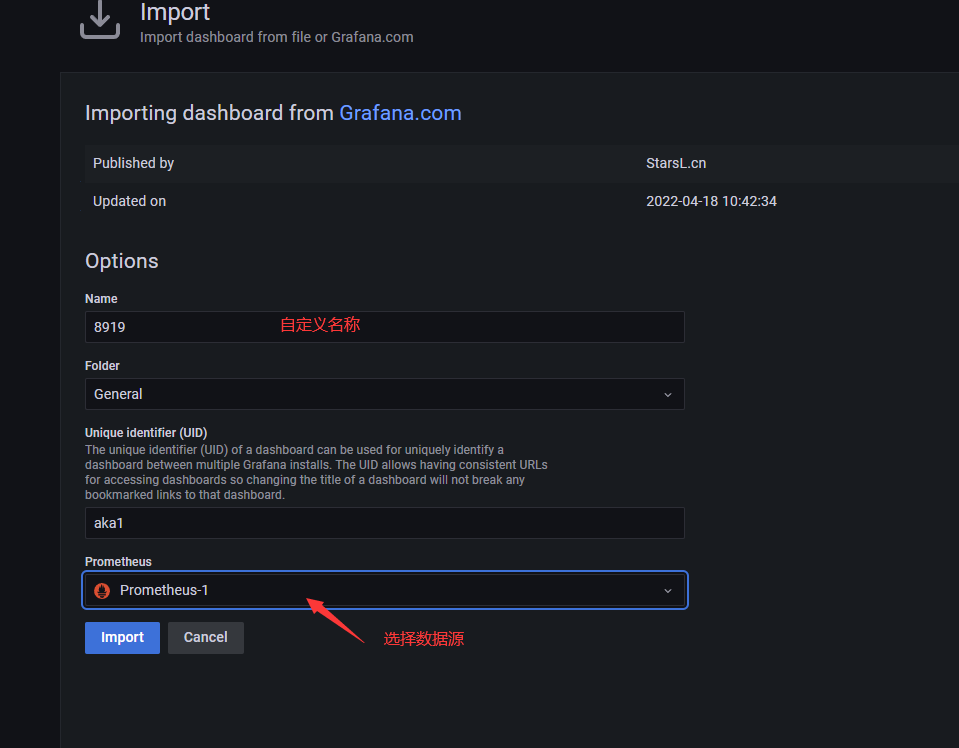 Import
Import dashboard from file or Grafana.com
Importing dashboard from Grafana.com
Published by StarsL.cn
Updated on 2022-04-18 10:42:34
Options
Name
8919 自定义名称
Folder
General
Unique identifier (UID)
The unique identifier (UID) of a dashboard can be used for uniquely identify a
dashboard between multiple Grafana installs. The UID allows having consistent URLs
for accessing dashboards so changing the title of a dashboard will not break any
bookmarked links to that dashboard.
aka1
Prometheus
Prometheus-1
Import Cancel 选择数据源